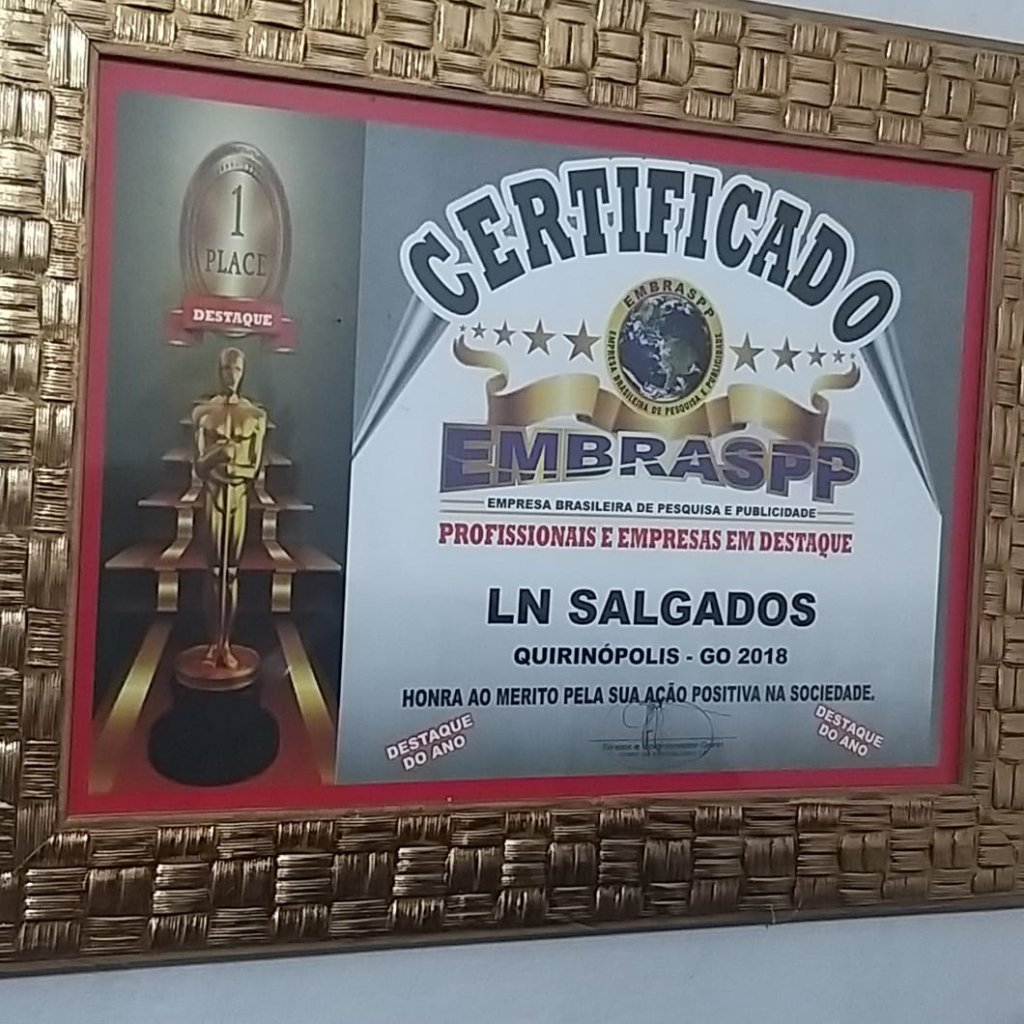 1
PLACE
DESTAQUE
CERTIFICADO
EMBRASPP
EMPRESA BRASILEIRA DE PESQUISA E PUBLICIDADE
EMBRASPP
EMPRESA BRASILEIRA DE PESQUISA E PUBLICIDADE
PROFISSIONAIS E EMPRESAS EM DESTAQUE
LN SALGADOS
QUIRINÓPOLIS - GO 2018
HONRA AO MERITO PELA SUA AÇÃO POSITIVA NA SOCIEDADE.
DESTAQUE
DO ANO
DESTAQUE
DO ANO